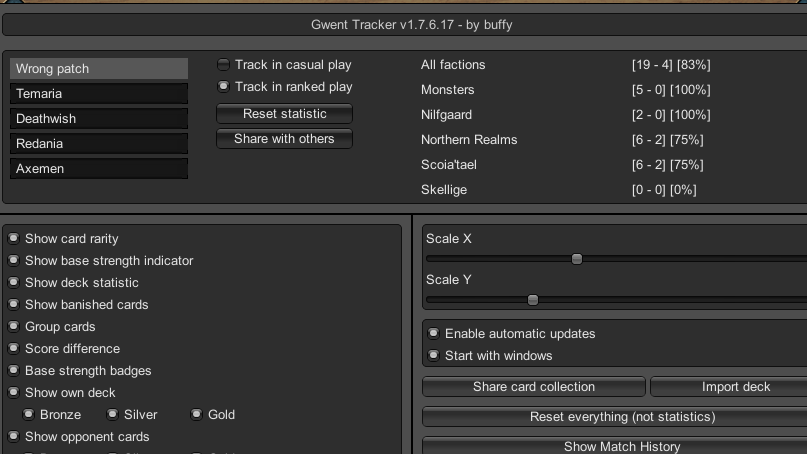 Gwent Tracker v1.7.6.17 - by buffy
Wrong patch
Temaria
Deathwish
Redania
Axemen
Track in casual play
Track in ranked play
Reset statistic
Share with others
All factions [19 - 4] [83%]
Monsters [5 - 0] [100%]
Nilfgaard [2 - 0] [100%]
Northern Realms [6 - 2] [75%]
Scoia'tael [6 - 2] [75%]
Skellige [0 - 0] [0%]
Show card rarity
Show base strength indicator
Show deck statistic
Show banished cards
Group cards
Score difference
Base strength badges
Show own deck
Bronze Silver Gold
Show opponent cards
Scale X
Scale Y
Enable automatic updates
Start with windows
Share card collection Import deck
Reset everything (not statistics)
Show Match History